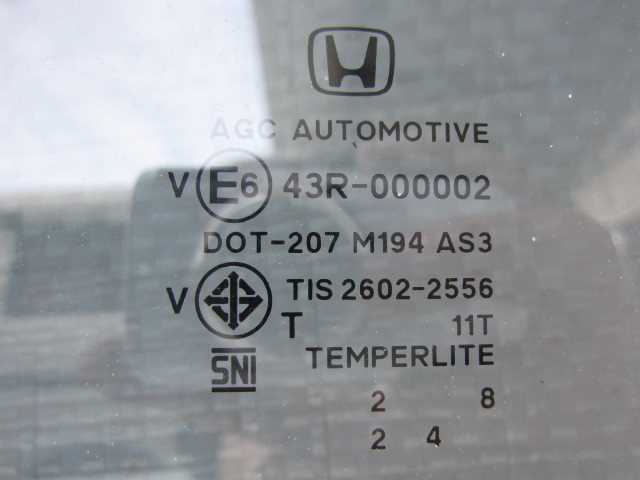 AGC AUTOMOTIVE
V E6 43R-000002
DOT-207 M194 AS3
V TIS 2602-2556
T 11T
SNI TEMPERLITE
2 8
2 4